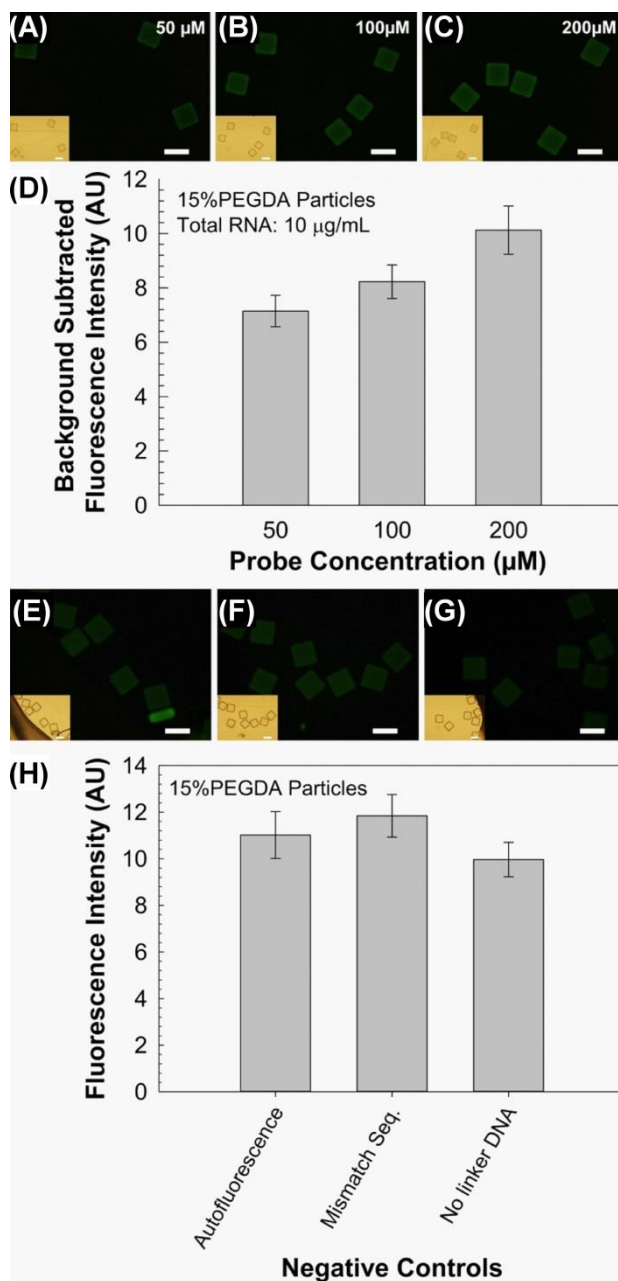 (A)
50 µM
(B)
100µM
(C)
200µM
(D)
Background Subtracted
Fluorescence Intensity (AU)
12
10
8
6
4
2
0
15%PEGDA Particles
Total RNA: 10 µg/mL
50
100
200
Probe Concentration (µM)
(E)
(F)
(G)
(H)
Fluorescence Intensity (AU)
14
12
10
8
6
4
2
0
15%PEGDA Particles
Autofluorescence
Mismatch Seq.
No linker DNA
Negative Controls